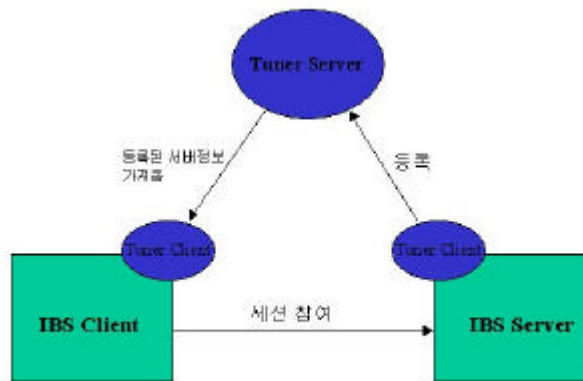 Tuner Server
등록된 서버정보
가져옴
등록
Tuner Client
Tuner Client
IBS Client
세션 참여
IBS Server